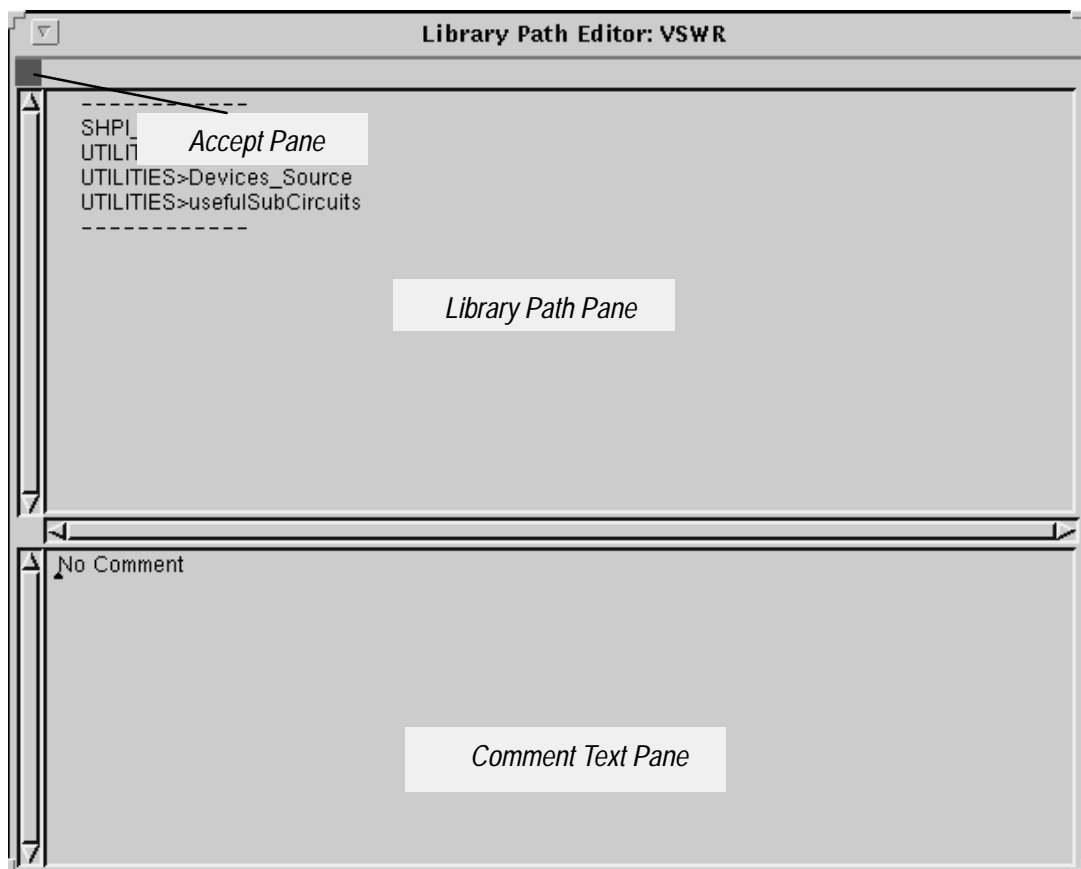 Library Path Editor: VSWR
- - - - - - - - - - - - -
SHPI_
Accept Pane
UTILIT
UTILITIES>Devices_Source
UTILITIES>usefulSubCircuits
- - - - - - - - - - - - -
Library Path Pane
No Comment
Comment Text Pane